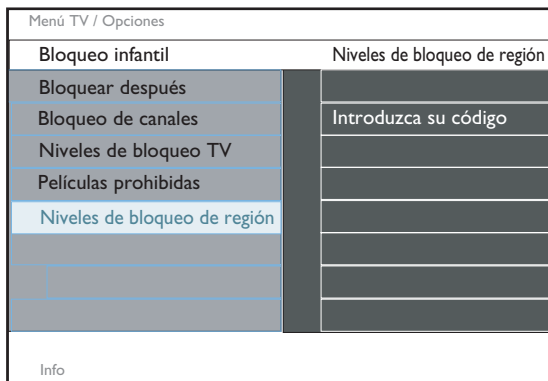 Menú TV / Opciones
Bloqueo infantil
Niveles de bloqueo de región
Bloquear después
Bloqueo de canales
Introduzca su código
Niveles de bloqueo TV
Películas prohibidas
Niveles de bloqueo de región
Info